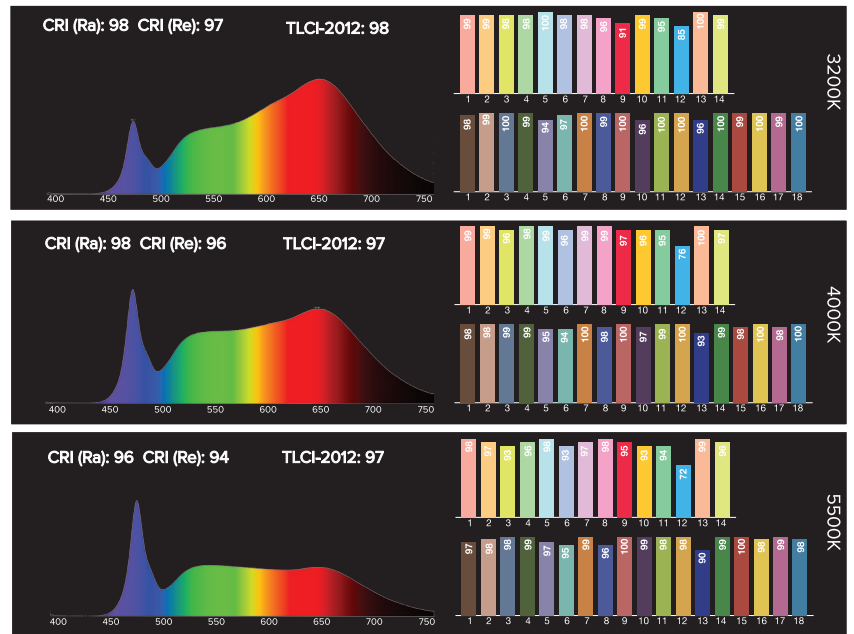 CRI (Ra): 98 CRI (Re): 97 TLCI-2012: 98
99 99 98 98 100 98 98 96 91 99 95 85 100 99
1 2 3 4 5 6 7 8 9 10 11 12 13 14
98 99 100 99 94 97 100 99 100 96 100 100 96 100 99 100 99 100
1 2 3 4 5 6 7 8 9 10 11 12 13 14 15 16 17 18
400 450 500 550 600 650 700 750
3200K
CRI (Ra): 98 CRI (Re): 96 TLCI-2012: 97
99 99 96 98 99 96 99 99 97 96 95 76 100 97
1 2 3 4 5 6 7 8 9 10 11 12 13 14
98 98 99 99 95 94 100 98 100 97 99 100 93 99 98 100 98 100
1 2 3 4 5 6 7 8 9 10 11 12 13 14 15 16 17 18
400 450 500 550 600 650 700 750
4000K
CRI (Ra): 96 CRI (Re): 94 TLCI-2012: 97
98 97 93 96 98 93 97 98 95 93 94 72 99 96
1 2 3 4 5 6 7 8 9 10 11 12 13 14
97 98 98 99 97 95 99 96 100 99 98 98 90 99 100 98 99 98
1 2 3 4 5 6 7 8 9 10 11 12 13 14 15 16 17 18
400 450 500 550 600 650 700 750
5500K